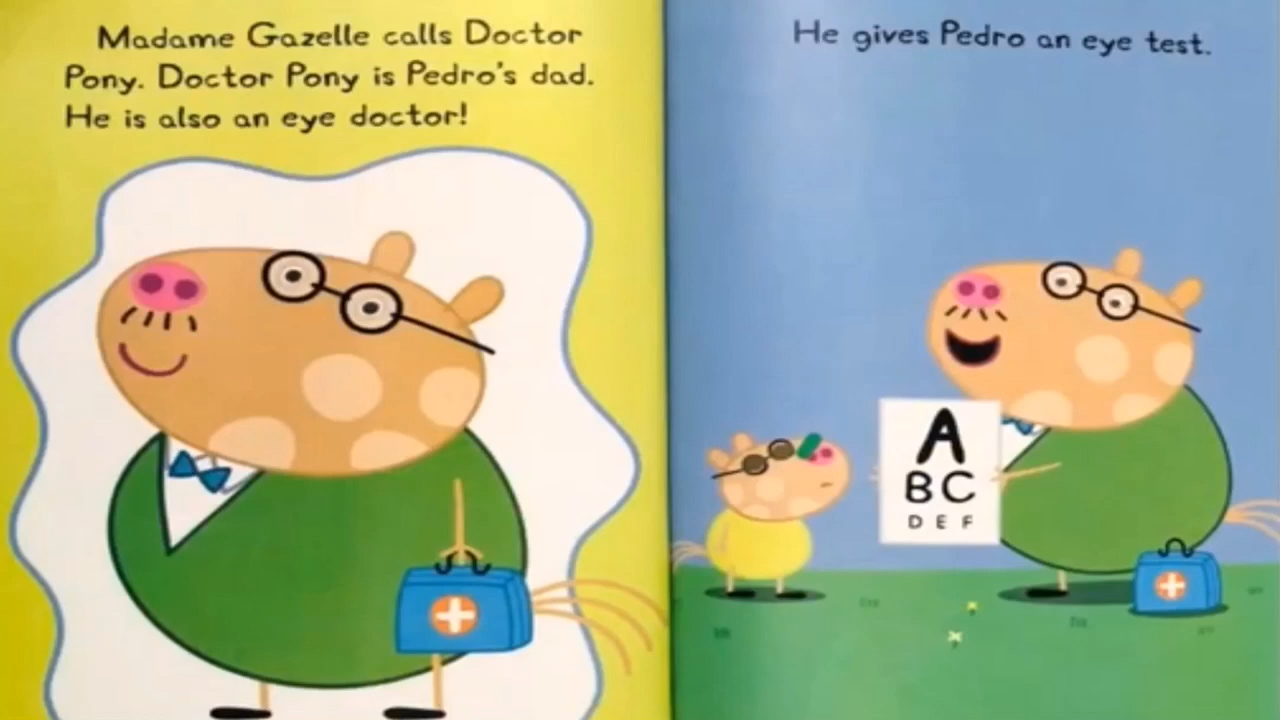 Madame Gazelle calls Doctor
Pony. Doctor Pony is Pedro's dad.
He is also an eye doctor!
He gives Pedro an eye test.
A
BC
DEF